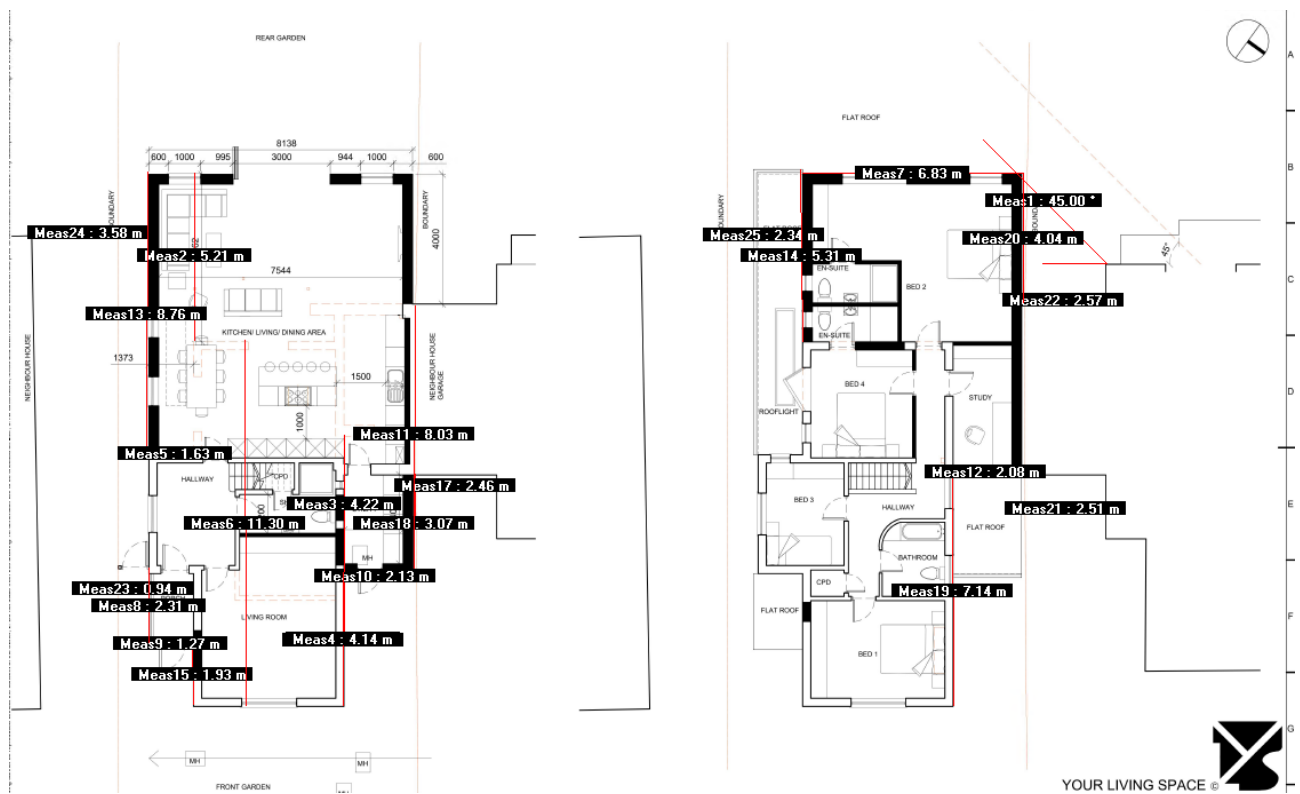 REAR GARDEN
8138
600 1000 995 3000 944 1000 600
BOUNDARY
BOUNDARY
4000
Meas24 : 3.58 m
Meas2 : 5.21 m
7544
Meas13 : 8.76 m
KITCHEN/ LIVING/ DINING AREA
NEIGHBOUR HOUSE
NEIGHBOUR HOUSE
GARAGE
1373
1500
1000
Meas11 : 8.03 m
Meas5 : 1.63 m
HALLWAY
CPD
Meas17 : 2.46 m
Meas3 : 4.22 m
Meas6 : 11.30 m
Meas18 : 3.07 m
MH
Meas10 : 2.13 m
Meas23 : 0.94 m
Meas8 : 2.31 m
LIVING ROOM
Meas9 : 1.27 m
Meas4 : 4.14 m
Meas15 : 1.93 m
MH
MH
FRONT GARDEN
FLAT ROOF
Meas7 : 6.83 m
BOUNDARY
Meas1 : 45.00 °
Meas25 : 2.34 m
Meas20 : 4.04 m
45°
Meas14 : 5.31 m
EN-SUITE
BED 2
Meas22 : 2.57 m
EN-SUITE
BED 4
STUDY
ROOFLIGHT
Meas12 : 2.08 m
BED 3
HALLWAY
Meas21 : 2.51 m
FLAT ROOF
BATHROOM
CPD
Meas19 : 7.14 m
FLAT ROOF
BED 1
A
B
C
D
E
F
G
YOUR LIVING SPACE ©